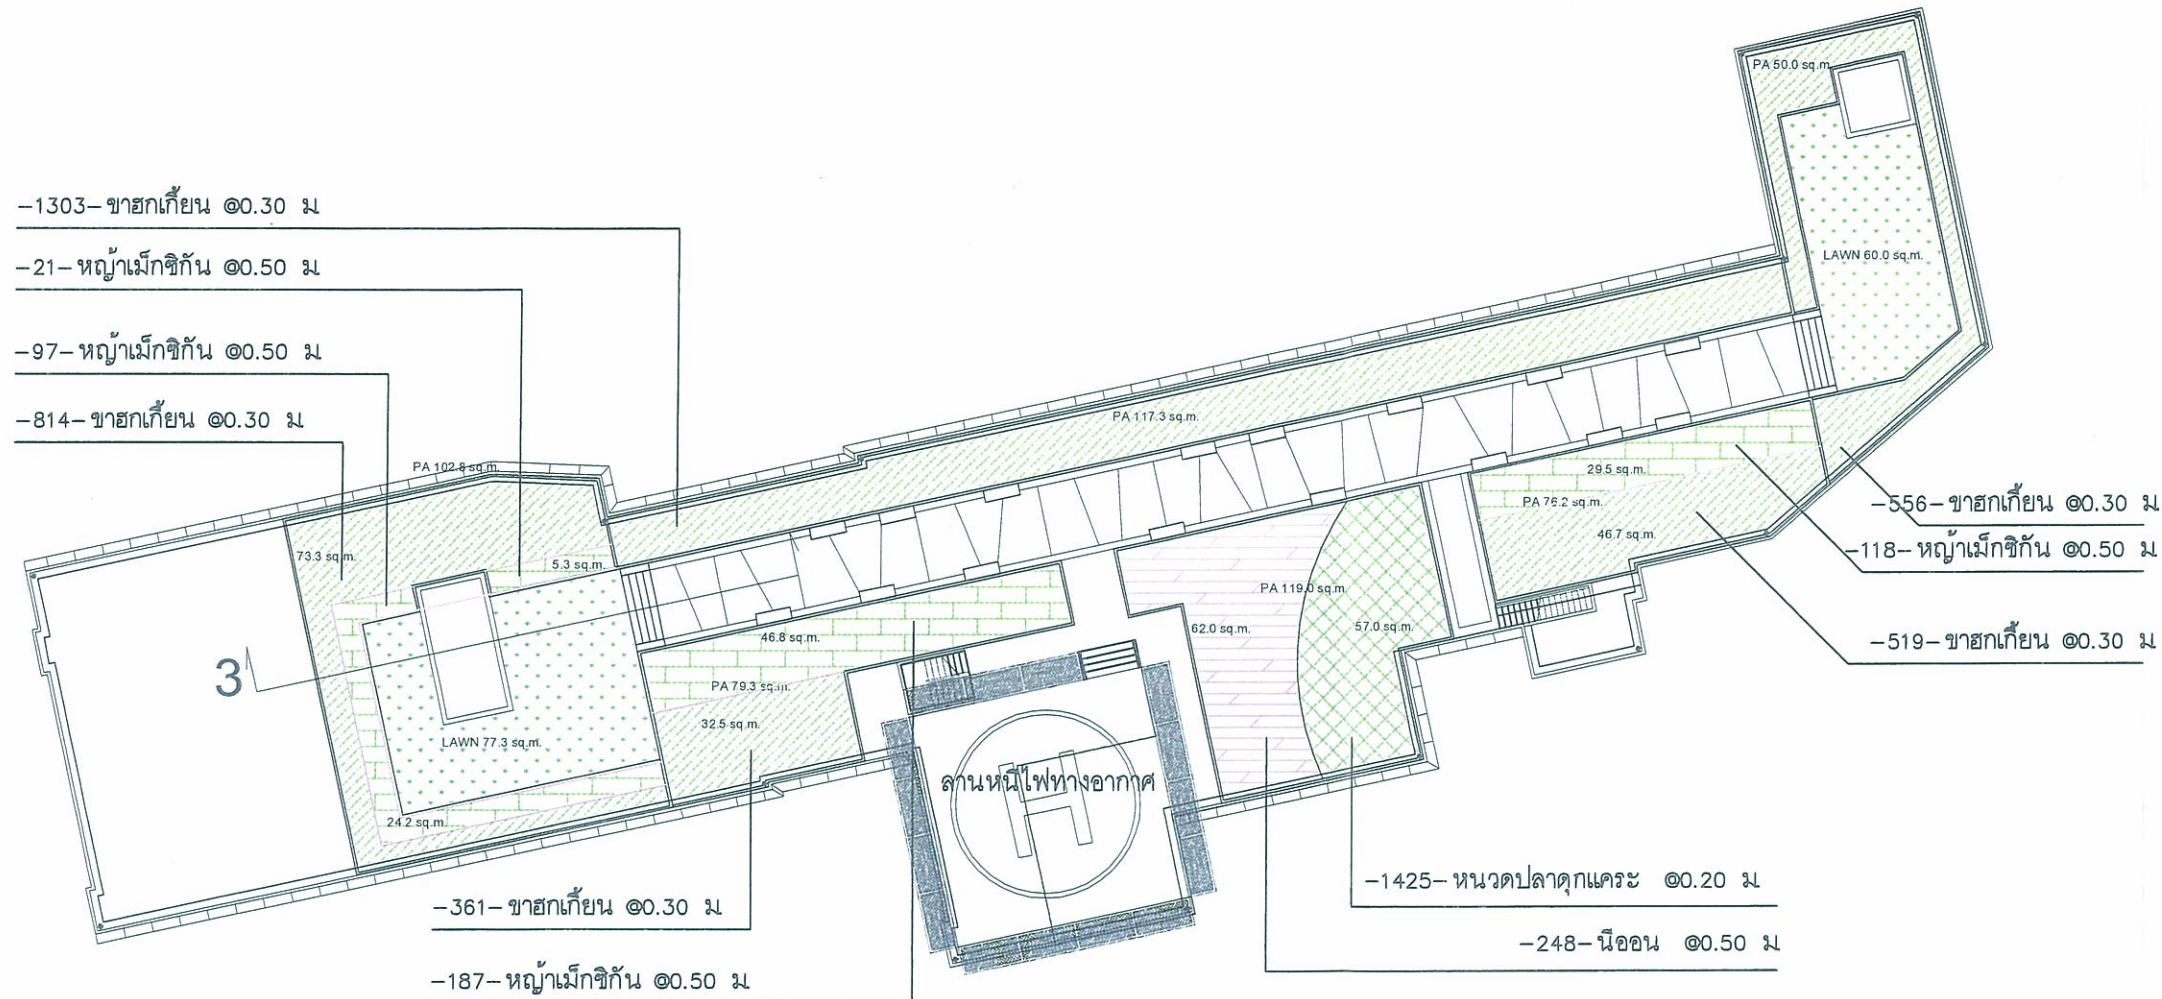 PA 50.0 sq.m.
LAWN 60.0 sq.m.
-1303-ขาฮกเกี้ยน @0.30 ม.
-21-หญ้าเม็กซิกัน @0.50 ม.
-97-หญ้าเม็กซิกัน @0.50 ม.
-814-ขาฮกเกี้ยน @0.30 ม.
PA 117.3 sq.m.
PA 102.8 sq.m.
29.5 sq.m.
PA 76.2 sq.m.
46.7 sq.m.
-556-ขาฮกเกี้ยน @0.30 ม.
-118-หญ้าเม็กซิกัน @0.50 ม.
-519-ขาฮกเกี้ยน @0.30 ม.
73.3 sq.m.
5.3 sq.m.
PA 119.0 sq.m.
62.0 sq.m.
57.0 sq.m.
46.8 sq.m.
3
PA 79.3 sq.m.
32.5 sq.m.
LAWN 77.3 sq.m.
ลานหนีไฟทางอากาศ
H
24.2 sq.m.
-361-ขาฮกเกี้ยน @0.30 ม.
-187-หญ้าเม็กซิกัน @0.50 ม.
-1425-หนวดปลาดุกแคระ @0.20 ม.
-248-นีออน @0.50 ม.